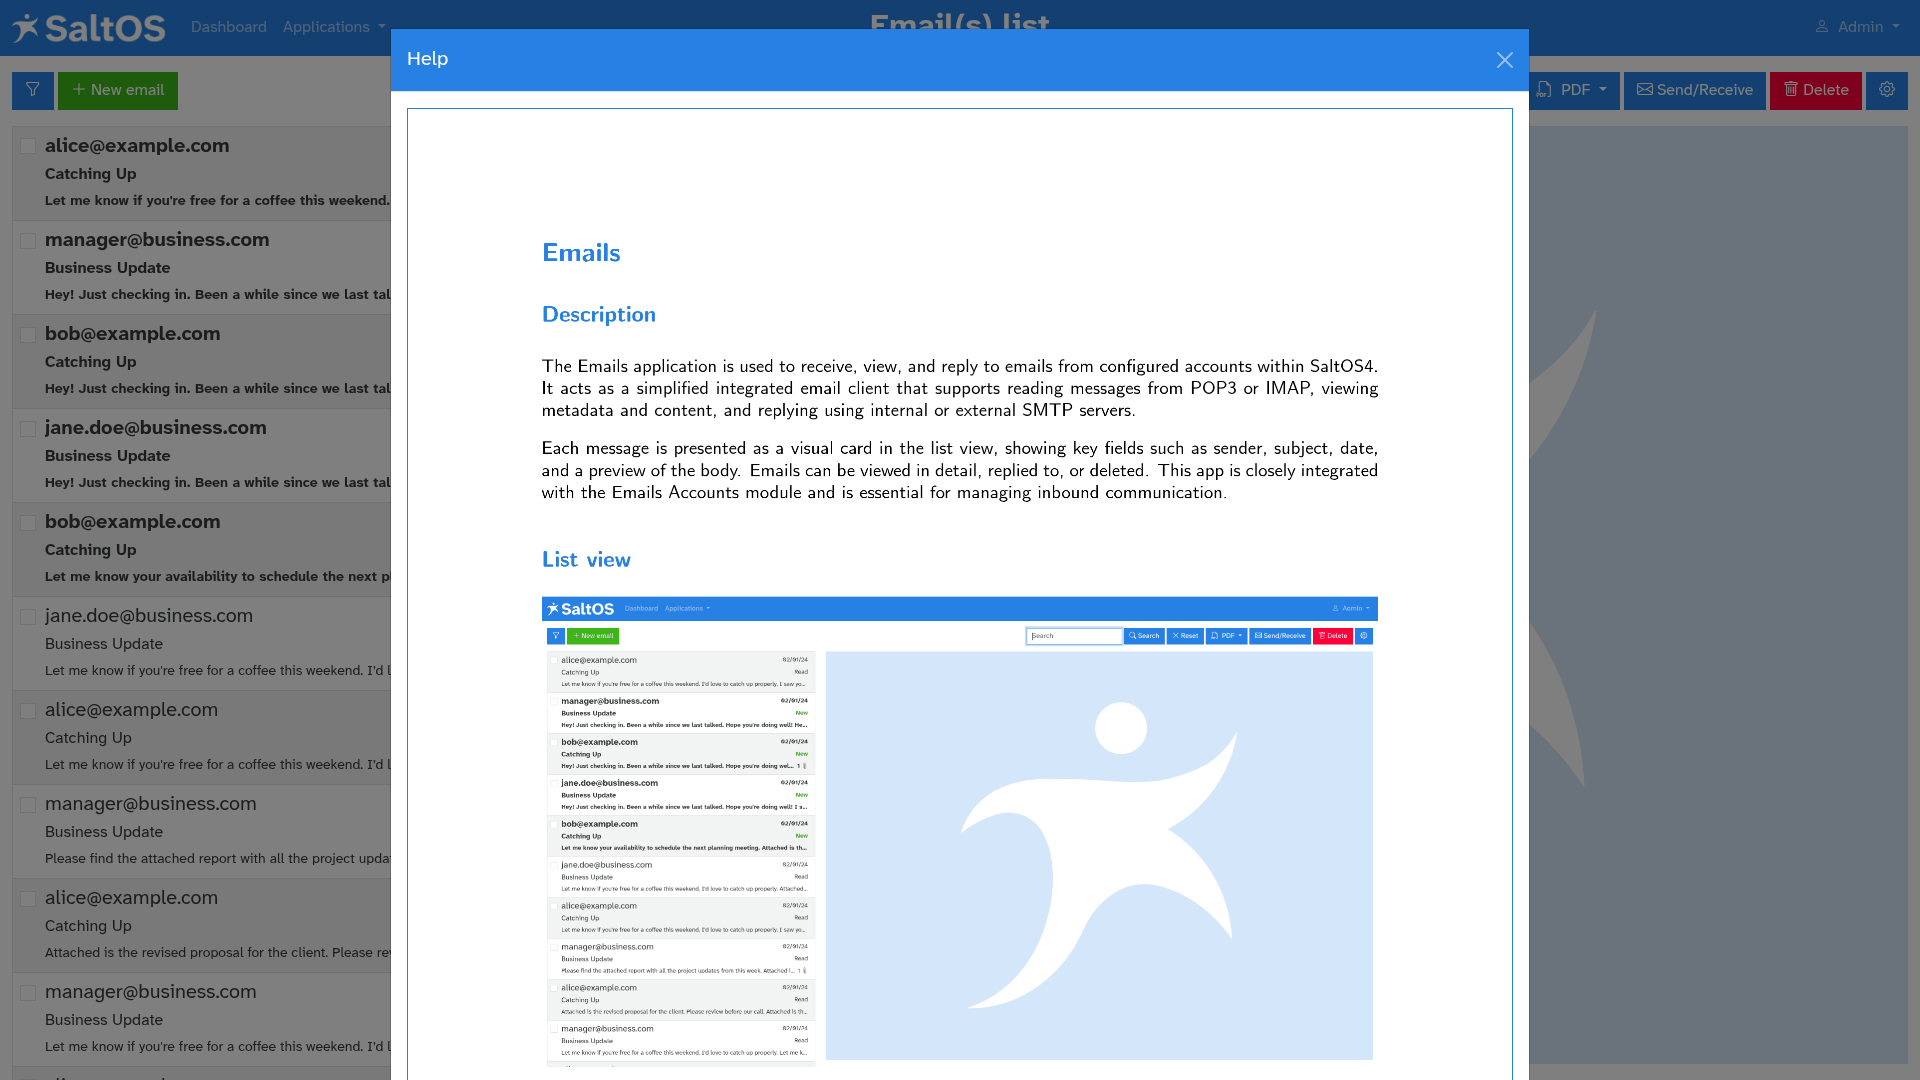 SaltOS
Dashboard
Applications
Email(s) list
Admin
New email
PDF
Send/Receive
Delete
alice@example.com
Catching Up
Let me know if you're free for a coffee this weekend.
manager@business.com
Business Update
Hey! Just checking in. Been a while since we last tal
bob@example.com
Catching Up
Hey! Just checking in. Been a while since we last tal
jane.doe@business.com
Business Update
Hey! Just checking in. Been a while since we last tal
bob@example.com
Catching Up
Let me know your availability to schedule the next pl
jane.doe@business.com
Business Update
Let me know if you're free for a coffee this weekend. I'd l
alice@example.com
Catching Up
Let me know if you're free for a coffee this weekend. I'd l
manager@business.com
Business Update
Please find the attached report with all the project upda
alice@example.com
Catching Up
Attached is the revised proposal for the client. Please rev
manager@business.com
Business Update
Let me know if you're free for a coffee this weekend. I'd l
Help
Emails
Description
The Emails application is used to receive, view, and reply to emails from configured accounts within SaltOS4.
It acts as a simplified integrated email client that supports reading messages from POP3 or IMAP, viewing
metadata and content, and replying using internal or external SMTP servers.
Each message is presented as a visual card in the list view, showing key fields such as sender, subject, date,
and a preview of the body. Emails can be viewed in detail, replied to, or deleted. This app is closely integrated
with the Emails Accounts module and is essential for managing inbound communication.
List view
SaltOS Dashboard Applications Admin
New email Search Search Reset PDF Send/Receive Delete
alice@example.com 02/01/24
Catching Up Read
Let me know if you're free for a coffee this weekend. I'd love to catch up properly. I saw yo...
manager@business.com 02/01/24
Business Update New
Hey! Just checking in. Been a while since we last talked. Hope you're doing well! He...
bob@example.com 02/01/24
Catching Up New
Hey! Just checking in. Been a while since we last talked. Hope you're doing wel... 1
jane.doe@business.com 02/01/24
Business Update New
Hey! Just checking in. Been a while since we last talked. Hope you're doing well! I s...
bob@example.com 02/01/24
Catching Up New
Let me know your availability to schedule the next planning meeting. Attached is th...
jane.doe@business.com 02/01/24
Business Update Read
Let me know if you're free for a coffee this weekend. I'd love to catch up properly. Attached...
alice@example.com 02/01/24
Catching Up Read
Let me know if you're free for a coffee this weekend. I'd love to catch up properly. I saw yo...
manager@business.com 02/01/24
Business Update Read
Please find the attached report with all the project updates from this week. Attached i... 1
alice@example.com 02/01/24
Catching Up Read
Attached is the revised proposal for the client. Please review before our call. Attached is th...
manager@business.com 02/01/24
Business Update Read
Let me know if you're free for a coffee this weekend. I'd love to catch up properly. Let me k...